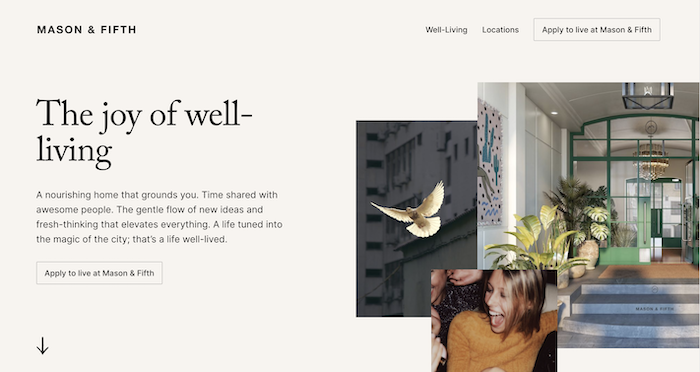 MASON & FIFTH
Well-Living
Locations
Apply to live at Mason & Fifth
The joy of well-
living
A nourishing home that grounds you. Time shared with
awesome people. The gentle flow of new ideas and
fresh-thinking that elevates everything. A life tuned into
the magic of the city; that's a life well-lived.
Apply to live at Mason & Fifth
MASON & FIFTH